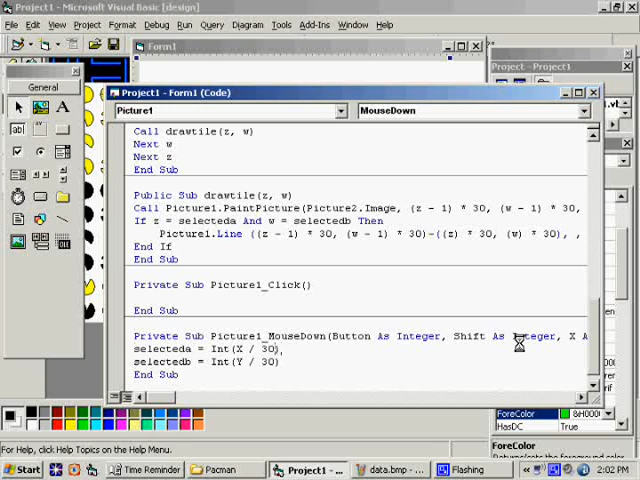 Project1 - Microsoft Visual Basic [design]
File Edit View Project Format Debug Run Query Diagram Tools Add-Ins Window Help
Form1
Project - Project1
General
Project1 - Form1 (Code)
Picture1 MouseDown
Call drawtile(z, w)
Next w
Next z
End Sub
Public Sub drawtile(z, w)
Call Picture1.PaintPicture(Picture2.Image, (z - 1) * 30, (w - 1) * 30,
If z = selecteda And w = selectedb Then
Picture1.Line ((z - 1) * 30, (w - 1) * 30)-((z) * 30, (w) * 30), ,
End If
End Sub
Private Sub Picture1_Click()
End Sub
Private Sub Picture1_MouseDown(Button As Integer, Shift As Integer, X A
selecteda = Int(X / 30),
selectedb = Int(Y / 30)
End Sub
ForeColor &H000
HasDC True
ForeColor
For Help, click Help Topics on the Help Menu.
Start Time Reminder Pacman Project1 - ... data.bmp - ... Flashing 2:02 PM